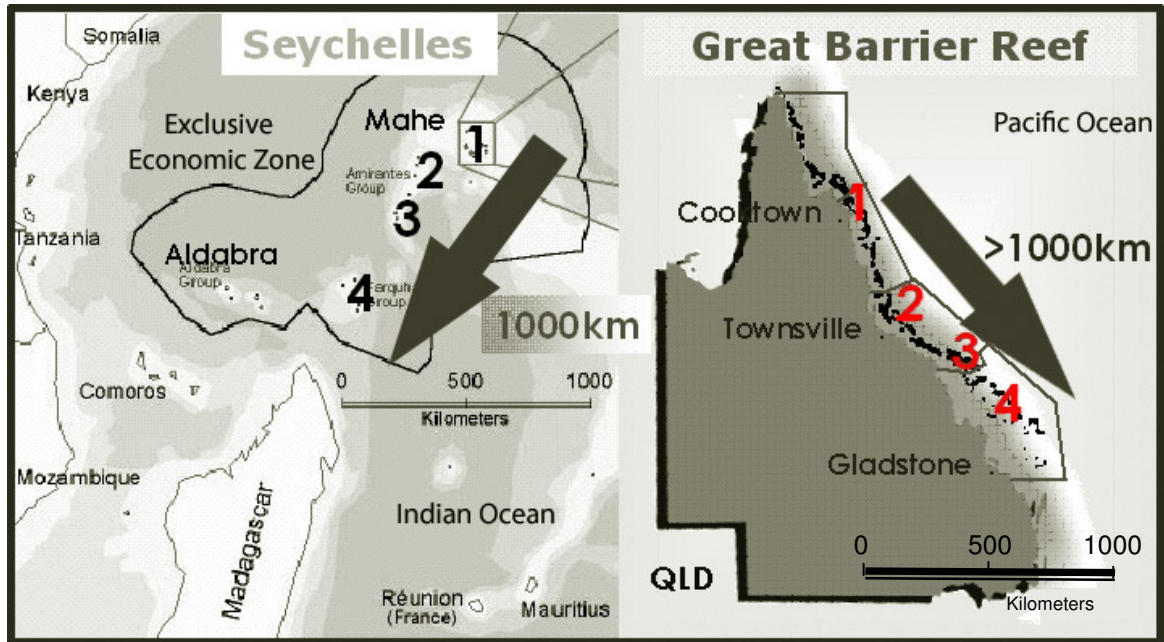 Seychelles
Somalia
Kenya
Exclusive
Economic Zone
Mahe
1
2
Amirantes
Group
3
Tanzania
Aldabra
Aldabra
Group
4
Group
1000km
0 500 1000
Kilometers
Comoros
Mozambique
Madagascar
Indian Ocean
Réunion
(France)
Mauritius
Great Barrier Reef
Pacific Ocean
1
Cooktown
>1000km
2
Townsville
3
4
Gladstone
0 500 1000
Kilometers
QLD